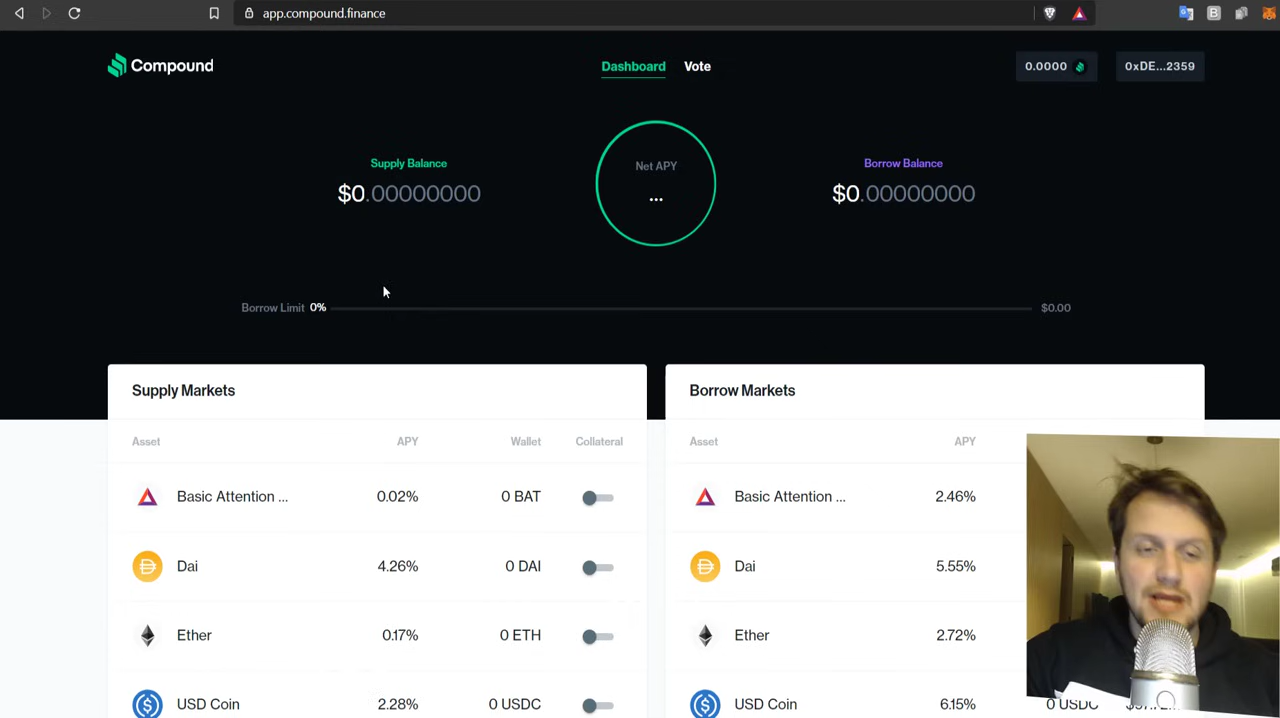 app.compound.finance
Compound
Dashboard Vote
0.0000
0xDE...2359
Supply Balance
$0.00000000
Net APY
...
Borrow Balance
$0.00000000
Borrow Limit 0%
$0.00
Supply Markets
Asset APY Wallet Collateral
Basic Attention ... 0.02% 0 BAT
Dai 4.26% 0 DAI
Ether 0.17% 0 ETH
USD Coin 2.28% 0 USDC
Borrow Markets
Asset APY
Basic Attention ... 2.46%
Dai 5.55%
Ether 2.72%
USD Coin 6.15% 0 USDC